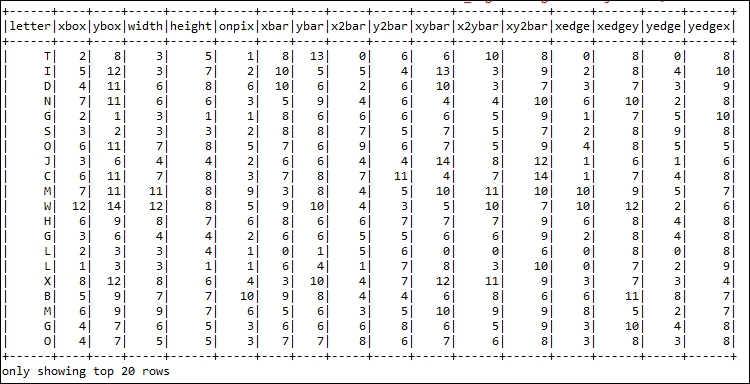 +------+----+----+-----+------+-----+----+----+-----+-----+-----+------+------+-----+------+-----+------+
|letter|xbox|ybox|width|height|onpix|xbar|ybar|x2bar|y2bar|xybar|x2ybar|xy2bar|xedge|xedgey|yedge|yedgex|
+------+----+----+-----+------+-----+----+----+-----+-----+-----+------+------+-----+------+-----+------+
|     T|   2|   8|    3|     5|    1|   8|  13|    0|    6|    6|    10|     8|    0|     8|    0|     8|
|     I|   5|  12|    3|     7|    2|  10|   5|    5|    4|   13|     3|     9|    2|     8|    4|    10|
|     D|   4|  11|    6|     8|    6|  10|   6|    2|    6|   10|     3|     7|    3|     7|    3|     9|
|     N|   7|  11|    6|     6|    3|   5|   9|    4|    6|    4|     4|    10|    6|    10|    2|     8|
|     G|   2|   1|    3|     1|    1|   8|   6|    6|    6|    6|     5|     9|    1|     7|    5|    10|
|     S|   3|   2|    3|     3|    2|   8|   8|    7|    5|    7|     5|     7|    2|     8|    9|     8|
|     O|   6|  11|    7|     8|    5|   7|   6|    9|    6|    7|     5|     9|    4|     8|    5|     5|
|     J|   3|   6|    4|     4|    2|   6|   6|    4|    4|   14|     8|    12|    1|     6|    1|     6|
|     C|   6|  11|    7|     8|    3|   7|   8|    7|   11|    4|     7|    14|    1|     7|    4|     8|
|     M|   7|  11|   11|     8|    9|   3|   8|    4|    5|   10|    11|    10|   10|     9|    5|     7|
|     W|  12|  14|   12|     8|    5|   9|  10|    4|    3|    5|    10|     7|   10|    12|    2|     6|
|     H|   6|   9|    8|     7|    6|   8|   6|    6|    7|    7|     7|     9|    6|     8|    4|     8|
|     G|   3|   6|    4|     4|    2|   6|   6|    5|    5|    6|     6|     9|    2|     8|    4|     8|
|     L|   2|   3|    3|     4|    1|   0|   1|    5|    6|    0|     0|     6|    0|     8|    0|     8|
|     L|   1|   3|    3|     1|    1|   6|   4|    1|    7|    8|     3|    10|    0|     7|    2|     9|
|     X|   8|  12|    8|     6|    4|   3|  10|    4|    7|   12|    11|     9|    3|     7|    3|     4|
|     B|   5|   9|    7|     7|   10|   9|   8|    4|    4|    6|     8|     6|    6|    11|    8|     7|
|     M|   6|   9|    9|     7|    6|   5|   6|    3|    5|   10|     9|     9|    8|     5|    2|     7|
|     G|   4|   7|    6|     5|    3|   6|   6|    6|    8|    6|     5|     9|    3|    10|    4|     8|
|     O|   4|   7|    5|     5|    3|   7|   7|    8|    6|    7|     6|     8|    3|     8|    3|     8|
+------+----+----+-----+------+-----+----+----+-----+-----+-----+------+------+-----+------+-----+------+
only showing top 20 rows